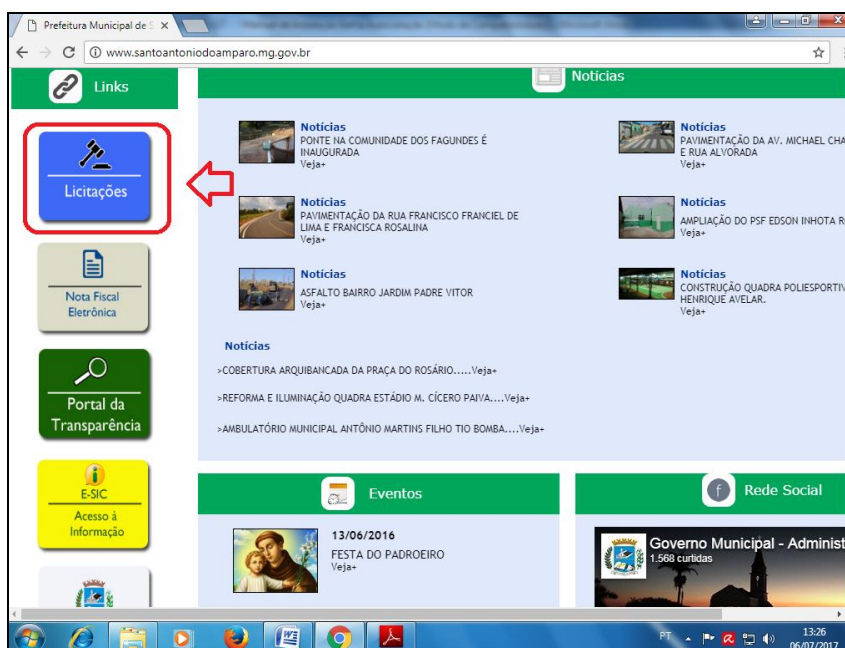 Prefeitura Municipal de S
www.santoantoniodoamparo.mg.gov.br
Links
Licitações
Nota Fiscal
Eletrônica
Portal da
Transparência
E-SIC
Acesso à
Informação
Notícias
Notícias
PONTE NA COMUNIDADE DOS FAGUNDES É
INAUGURADA
Veja+
Notícias
PAVIMENTAÇÃO DA AV. MICHAEL CHA
E RUA ALVORADA
Veja+
Notícias
PAVIMENTAÇÃO DA RUA FRANCISCO FRANCIEL DE
LIMA E FRANCISCA ROSALINA
Veja+
Notícias
AMPLIAÇÃO DO PSF EDSON INHOTA R
Veja+
Notícias
ASFALTO BAIRRO JARDIM PADRE VITOR
Veja+
Notícias
CONSTRUÇÃO QUADRA POLIESPORTIV
HENRIQUE AVELAR.
Veja+
Notícias
>COBERTURA ARQUIBANCADA DA PRAÇA DO ROSÁRIO.....Veja+
>REFORMA E ILUMINAÇÃO QUADRA ESTÁDIO M. CÍCERO PAIVA....Veja+
>AMBULATÓRIO MUNICIPAL ANTÔNIO MARTINS FILHO TIO BOMBA....Veja+
Eventos
13/06/2016
FESTA DO PADROEIRO
Veja+
Rede Social
Governo Municipal - Administ
1.568 curtidas
PT
13:26
06/07/2017